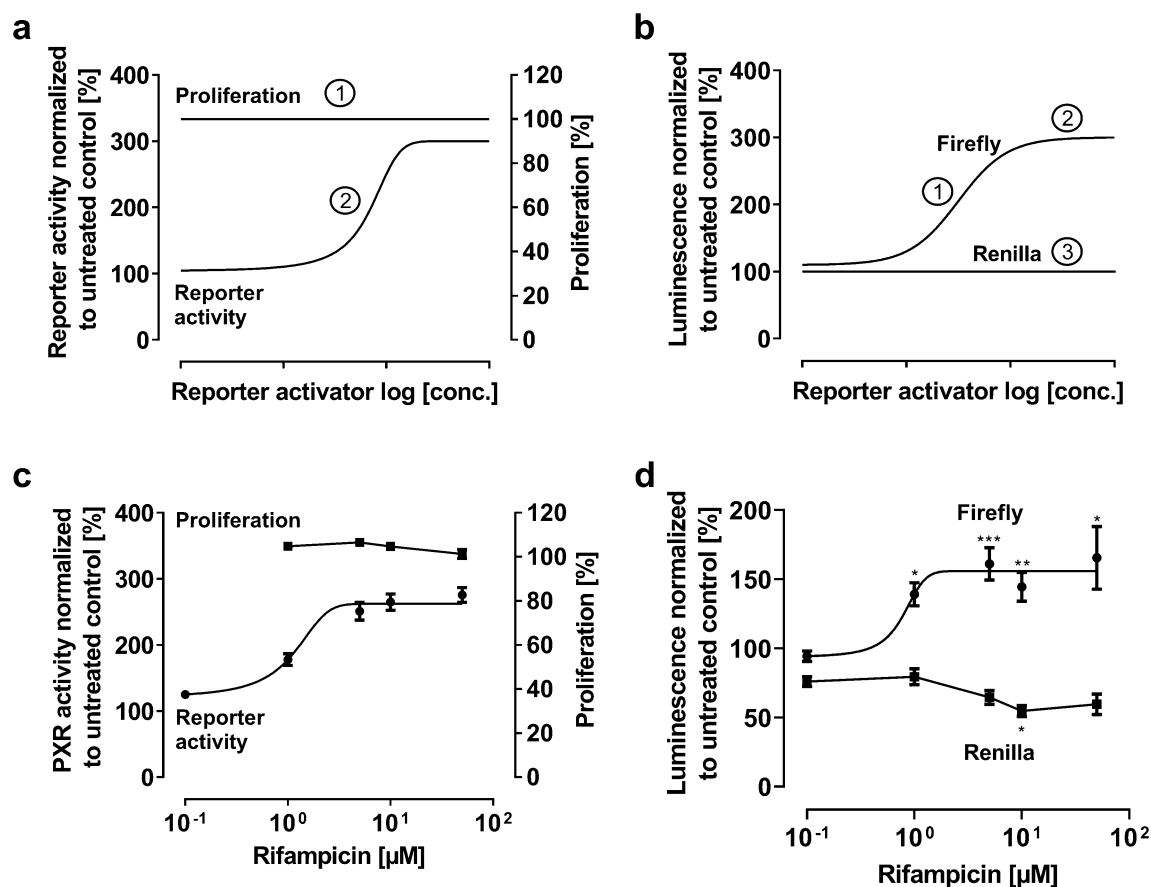 a
Reporter activity normalized
to untreated control [%]
400
300
200
100
0
Proliferation
1
2
Reporter
activity
120
100
80
60
40
20
0
Proliferation [%]
Reporter activator log [conc.]
b
Luminescence normalized
to untreated control [%]
400
300
200
100
0
Firefly
1
2
Renilla
3
Reporter activator log [conc.]
c
PXR activity normalized
to untreated control [%]
400
300
200
100
0
Proliferation
Reporter
activity
120
100
80
60
40
20
0
Proliferation [%]
10-1
100
101
102
Rifampicin [µM]
d
Luminescence normalized
to untreated control [%]
200
150
100
50
0
Firefly
*
***
**
*
*
Renilla
10-1
100
101
102
Rifampicin [µM]